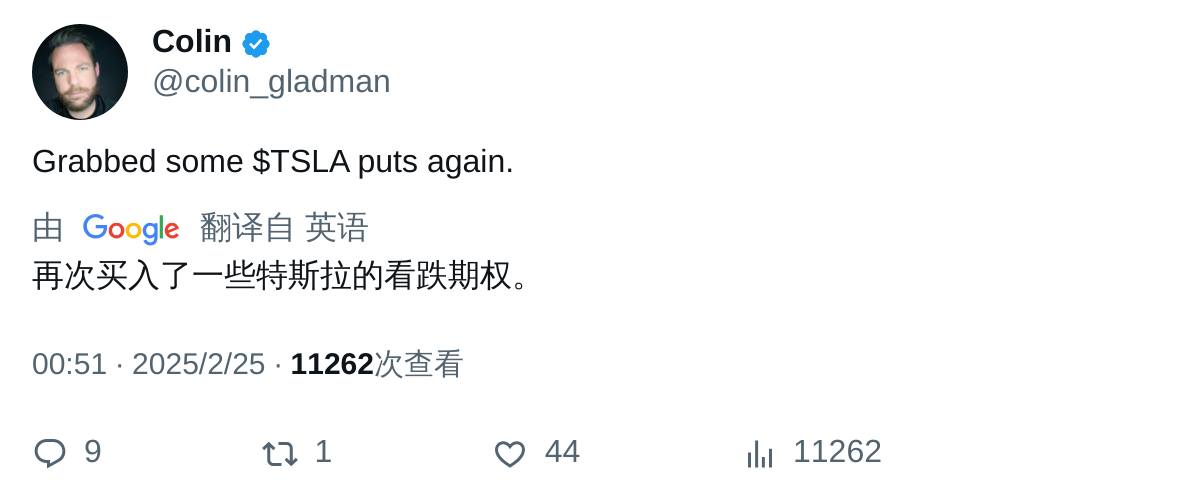 Colin
@colin_gladman
Grabbed some $TSLA puts again.
由 Google 翻译自 英语
再次买入了一些特斯拉的看跌期权。
00:51 · 2025/2/25 · 11262次查看
9 1 44 11262